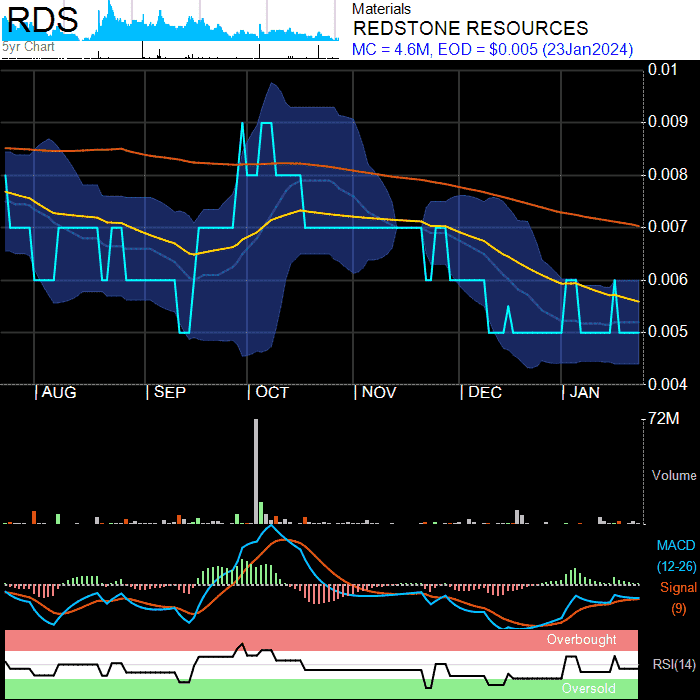 RDS
5yr Chart
Materials
REDSTONE RESOURCES
MC = 4.6M, EOD = $0.005 (23Jan2024)
0.01
0.009
0.008
0.007
0.006
0.005
0.004
AUG SEP OCT NOV DEC JAN
72M
Volume
MACD
(12-26)
Signal
(9)
Overbought
RSI(14)
Oversold